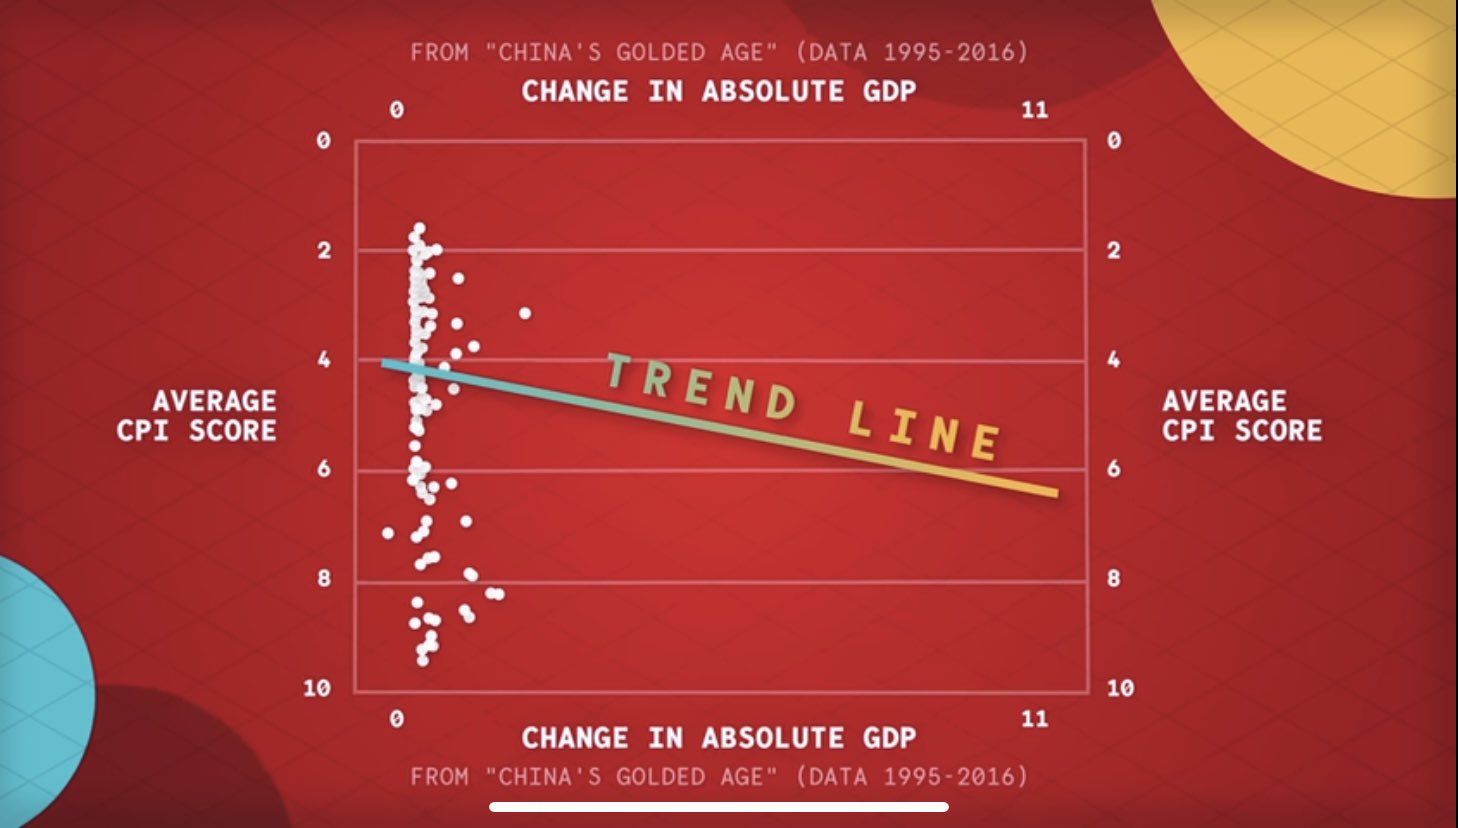 FROM "CHINA'S GOLDED AGE" (DATA 1995-2016)
CHANGE IN ABSOLUTE GDP
0 11
0 0
2 2
4 4
TREND LINE
AVERAGE
CPI SCORE
AVERAGE
CPI SCORE
6 6
8 8
10 10
0 11
CHANGE IN ABSOLUTE GDP
FROM "CHINA'S GOLDED AGE" (DATA 1995-2016)